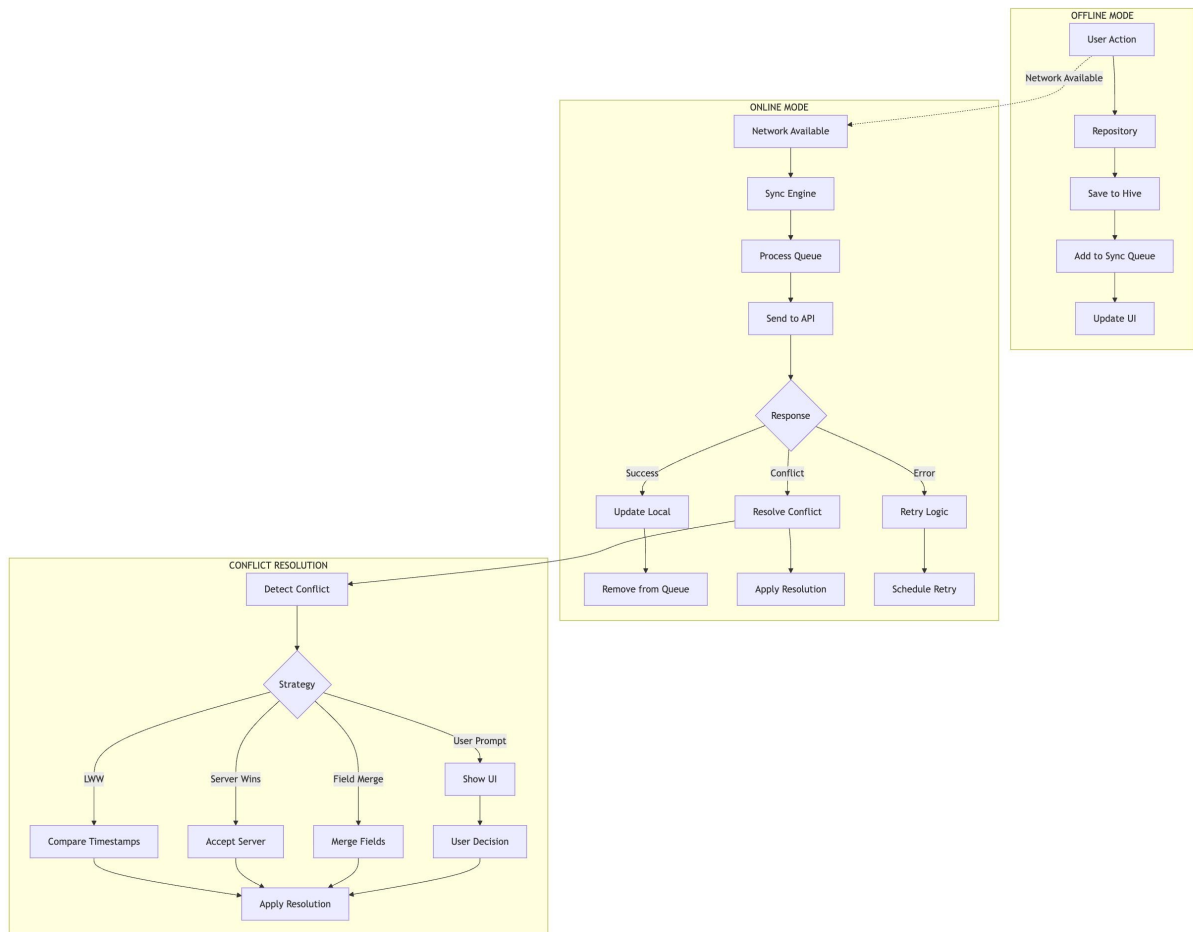 OFFLINE MODE
User Action
Network Available
Repository
Save to Hive
Add to Sync Queue
Update UI
ONLINE MODE
Network Available
Sync Engine
Process Queue
Send to API
Response
Success
Conflict
Error
Update Local
Resolve Conflict
Retry Logic
Remove from Queue
Apply Resolution
Schedule Retry
CONFLICT RESOLUTION
Detect Conflict
Strategy
User Prompt
LWW
Server Wins
Field Merge
Show UI
Compare Timestamps
Accept Server
Merge Fields
User Decision
Apply Resolution